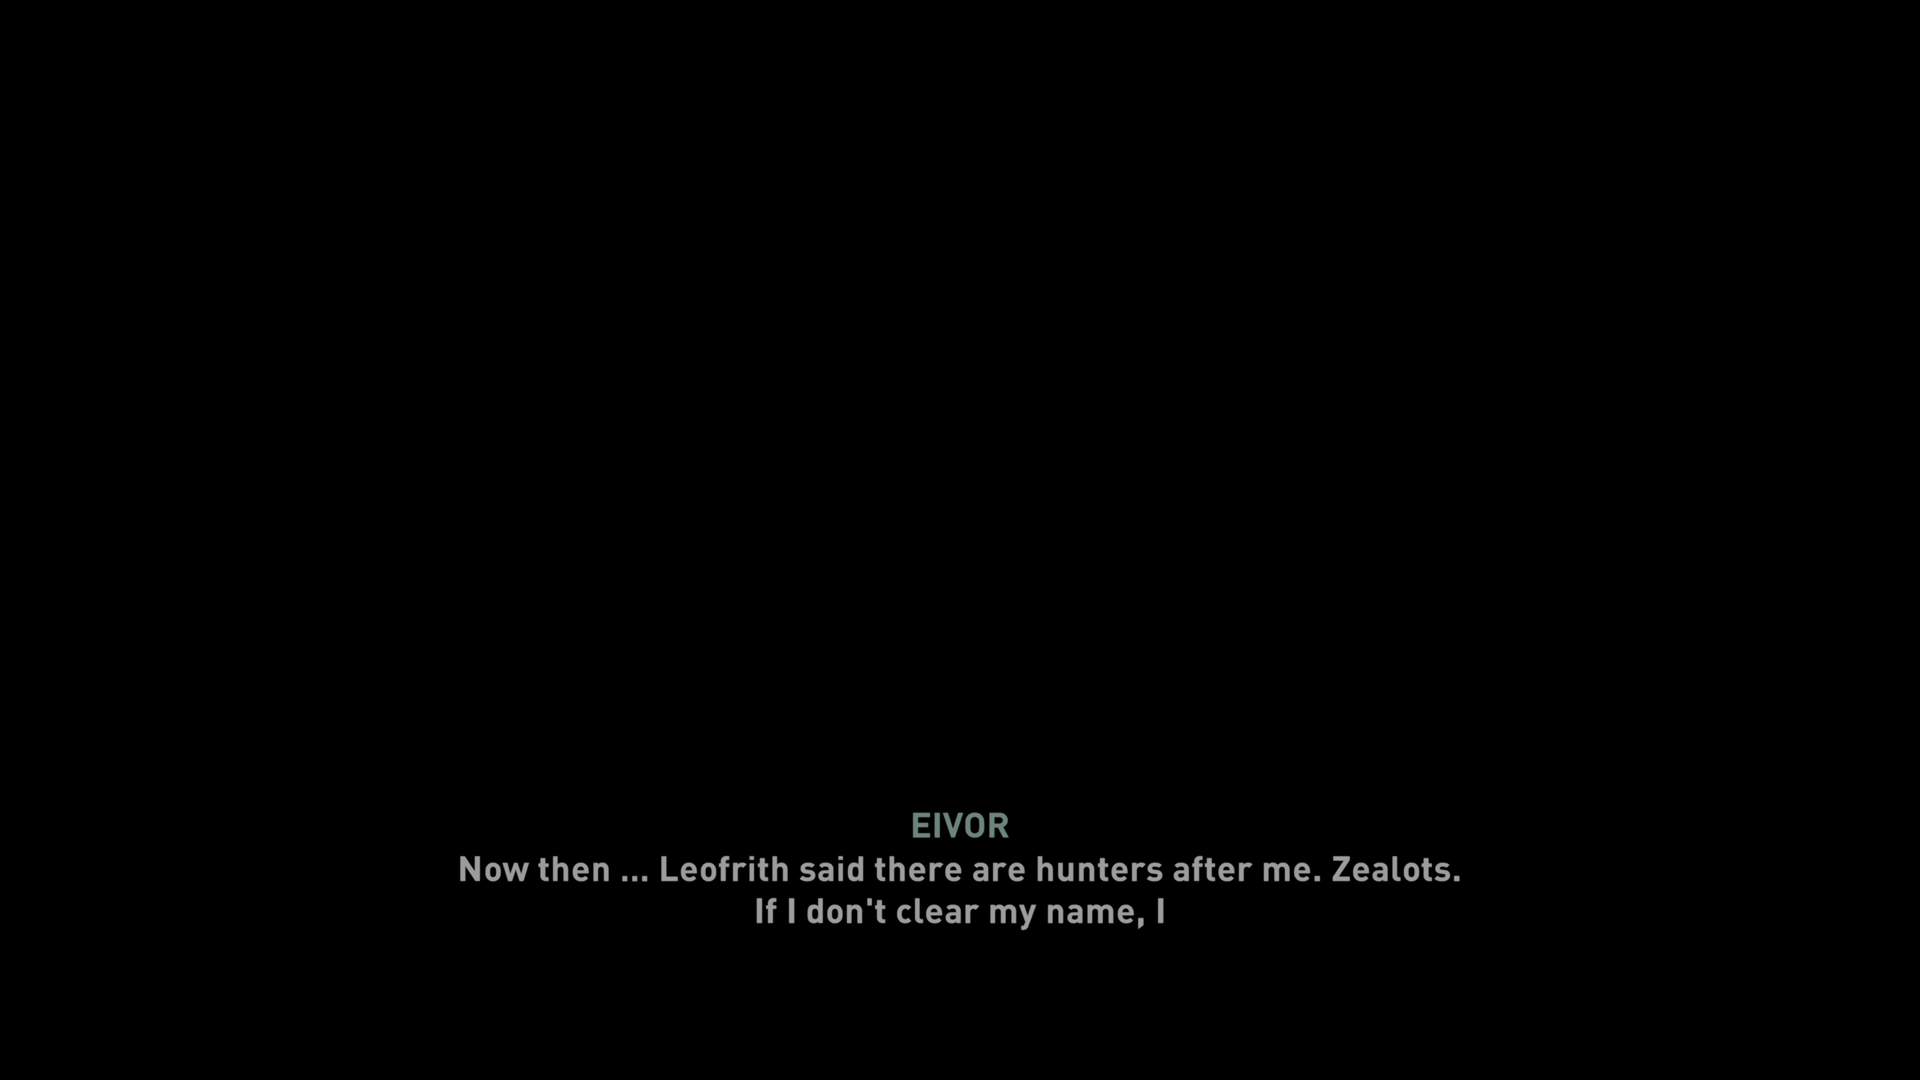 EIVOR
Now then ... Leofrith said there are hunters after me. Zealots.
If I don't clear my name, I